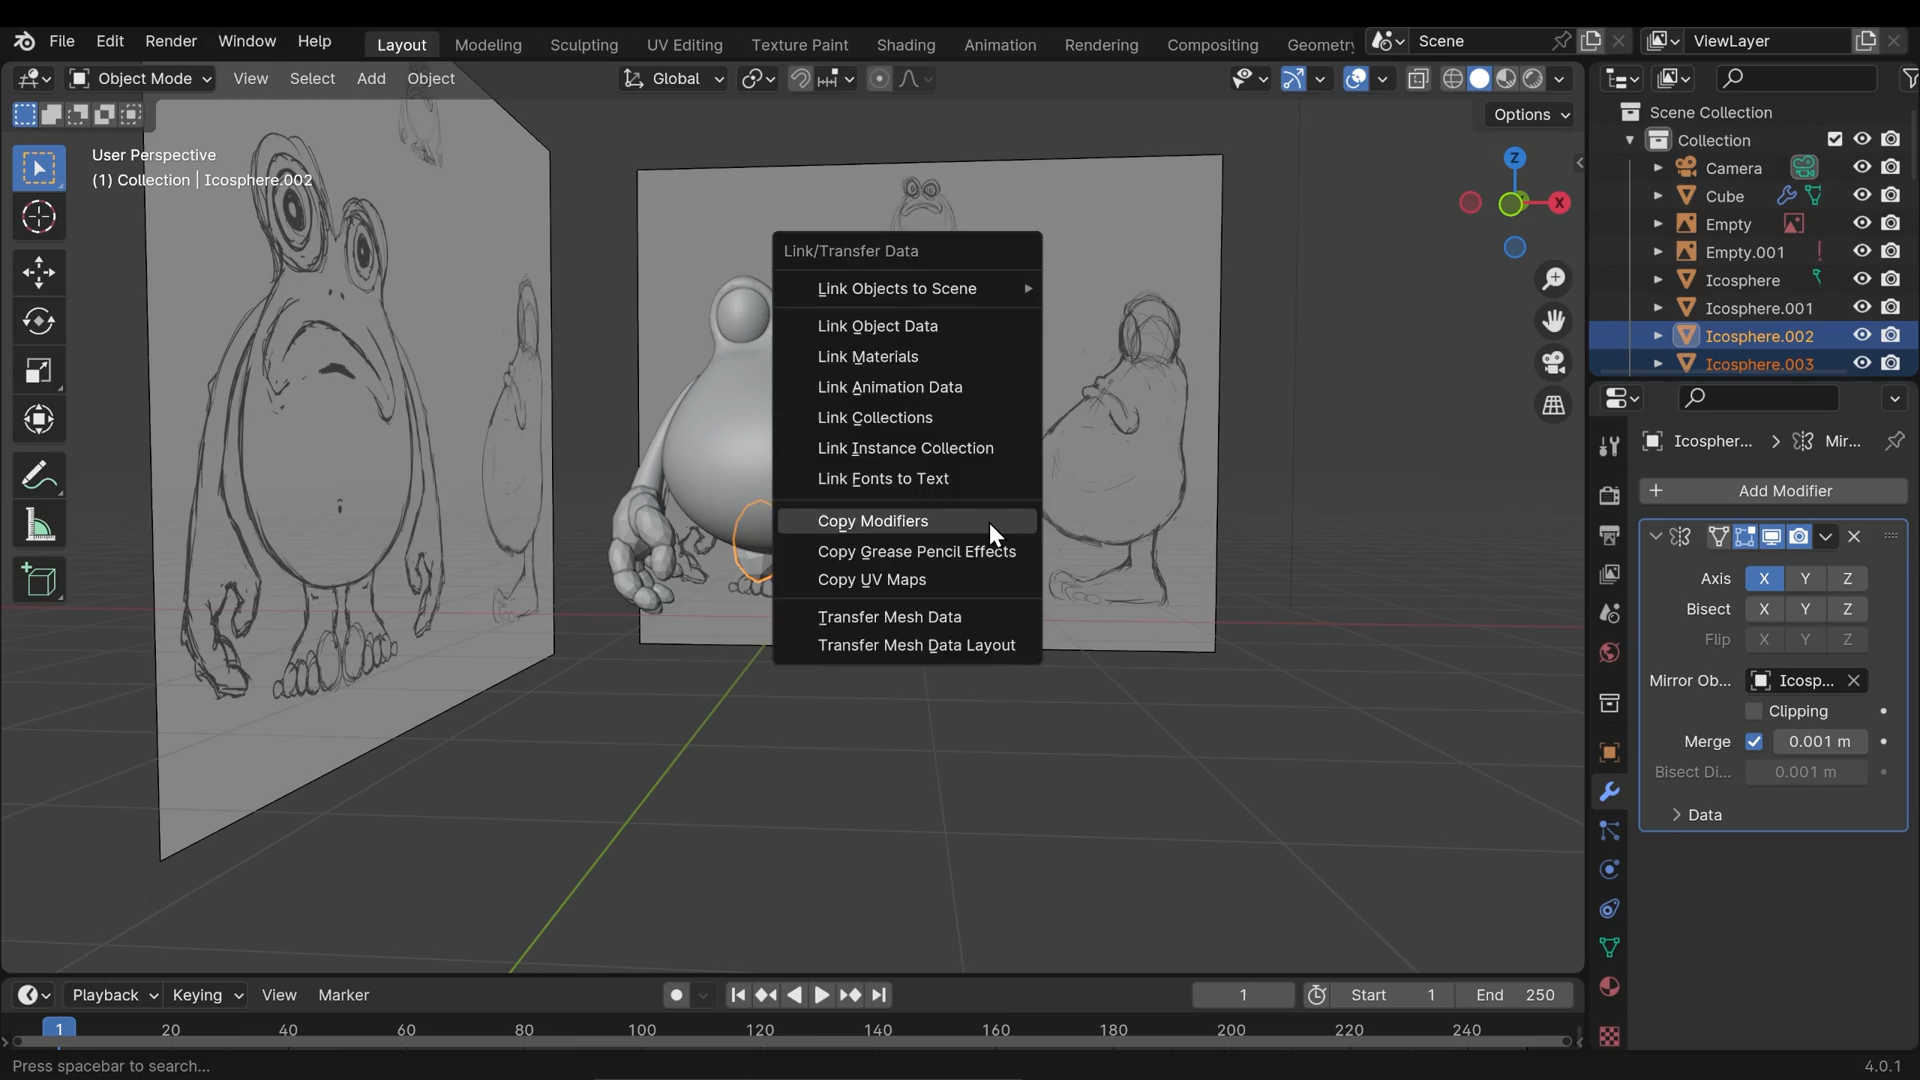 File Edit Render Window Help Layout Modeling Sculpting UV Editing Texture Paint Shading Animation Rendering Compositing Geometry Scene ViewLayer
Object Mode View Select Add Object Global
Options
User Perspective
(1) Collection | Icosphere.002
Z
X
Link/Transfer Data
Link Objects to Scene
Link Object Data
Link Materials
Link Animation Data
Link Collections
Link Instance Collection
Link Fonts to Text
Copy Modifiers
Copy Grease Pencil Effects
Copy UV Maps
Transfer Mesh Data
Transfer Mesh Data Layout
Scene Collection
Collection
Camera
Cube
Empty
Empty.001
Icosphere
Icosphere.001
Icosphere.002
Icosphere.003
Icospher... Mir...
Add Modifier
Axis X Y Z
Bisect X Y Z
Flip X Y Z
Mirror Ob... Icosp...
Clipping
Merge 0.001 m
Bisect Di... 0.001 m
Data
Playback Keying View Marker 1 Start 1 End 250
1 20 40 60 80 100 120 140 160 180 200 220 240
Press spacebar to search... 4.0.1